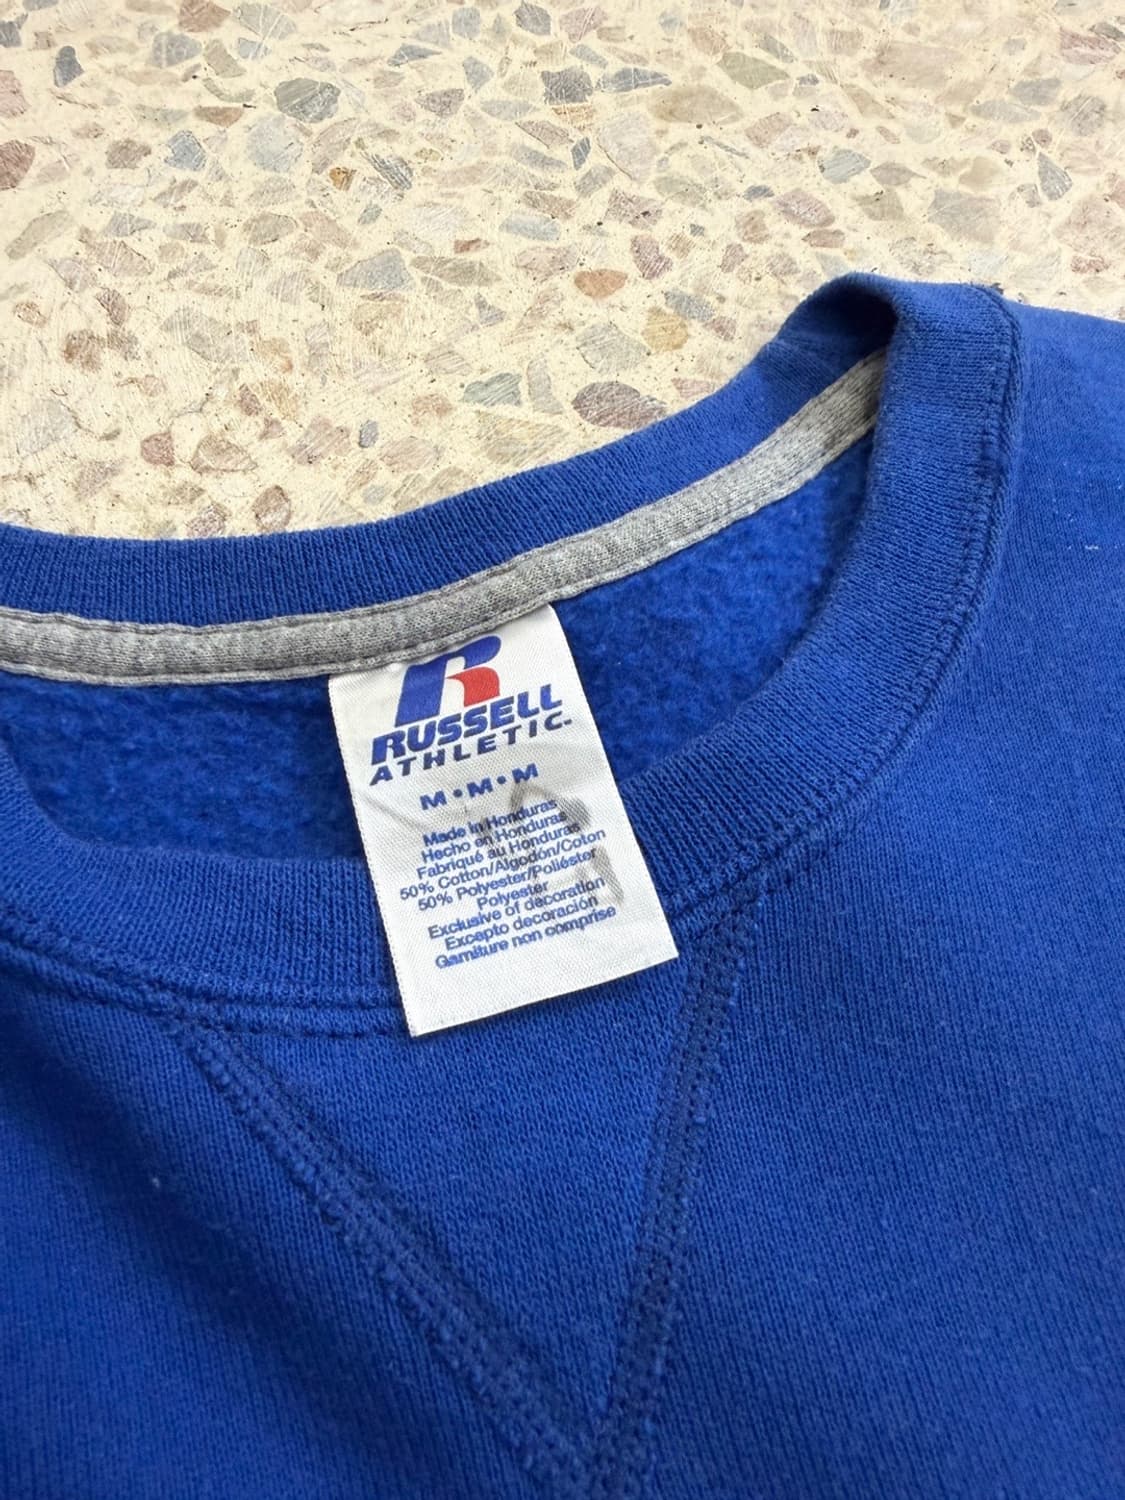 R
RUSSELL
ATHLETIC
M • M • M
Made in Honduras
Hecho en Honduras
Fabriqué au Honduras
50% Cotton/Algodón/Coton
50% Polyester/Poliéster
Polyester
Exclusive of decoration
Excepto decoración
Garniture non comprise